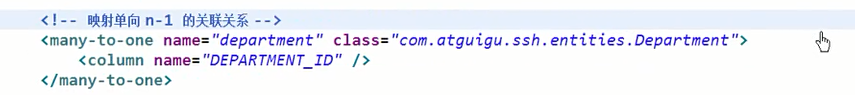 <!-- 映射单向 n-1 的关联关系 -->
<many-to-one name="department" class="com.atguigu.ssh.entities.Department">
<column name="DEPARTMENT_ID" />
</many-to-one>